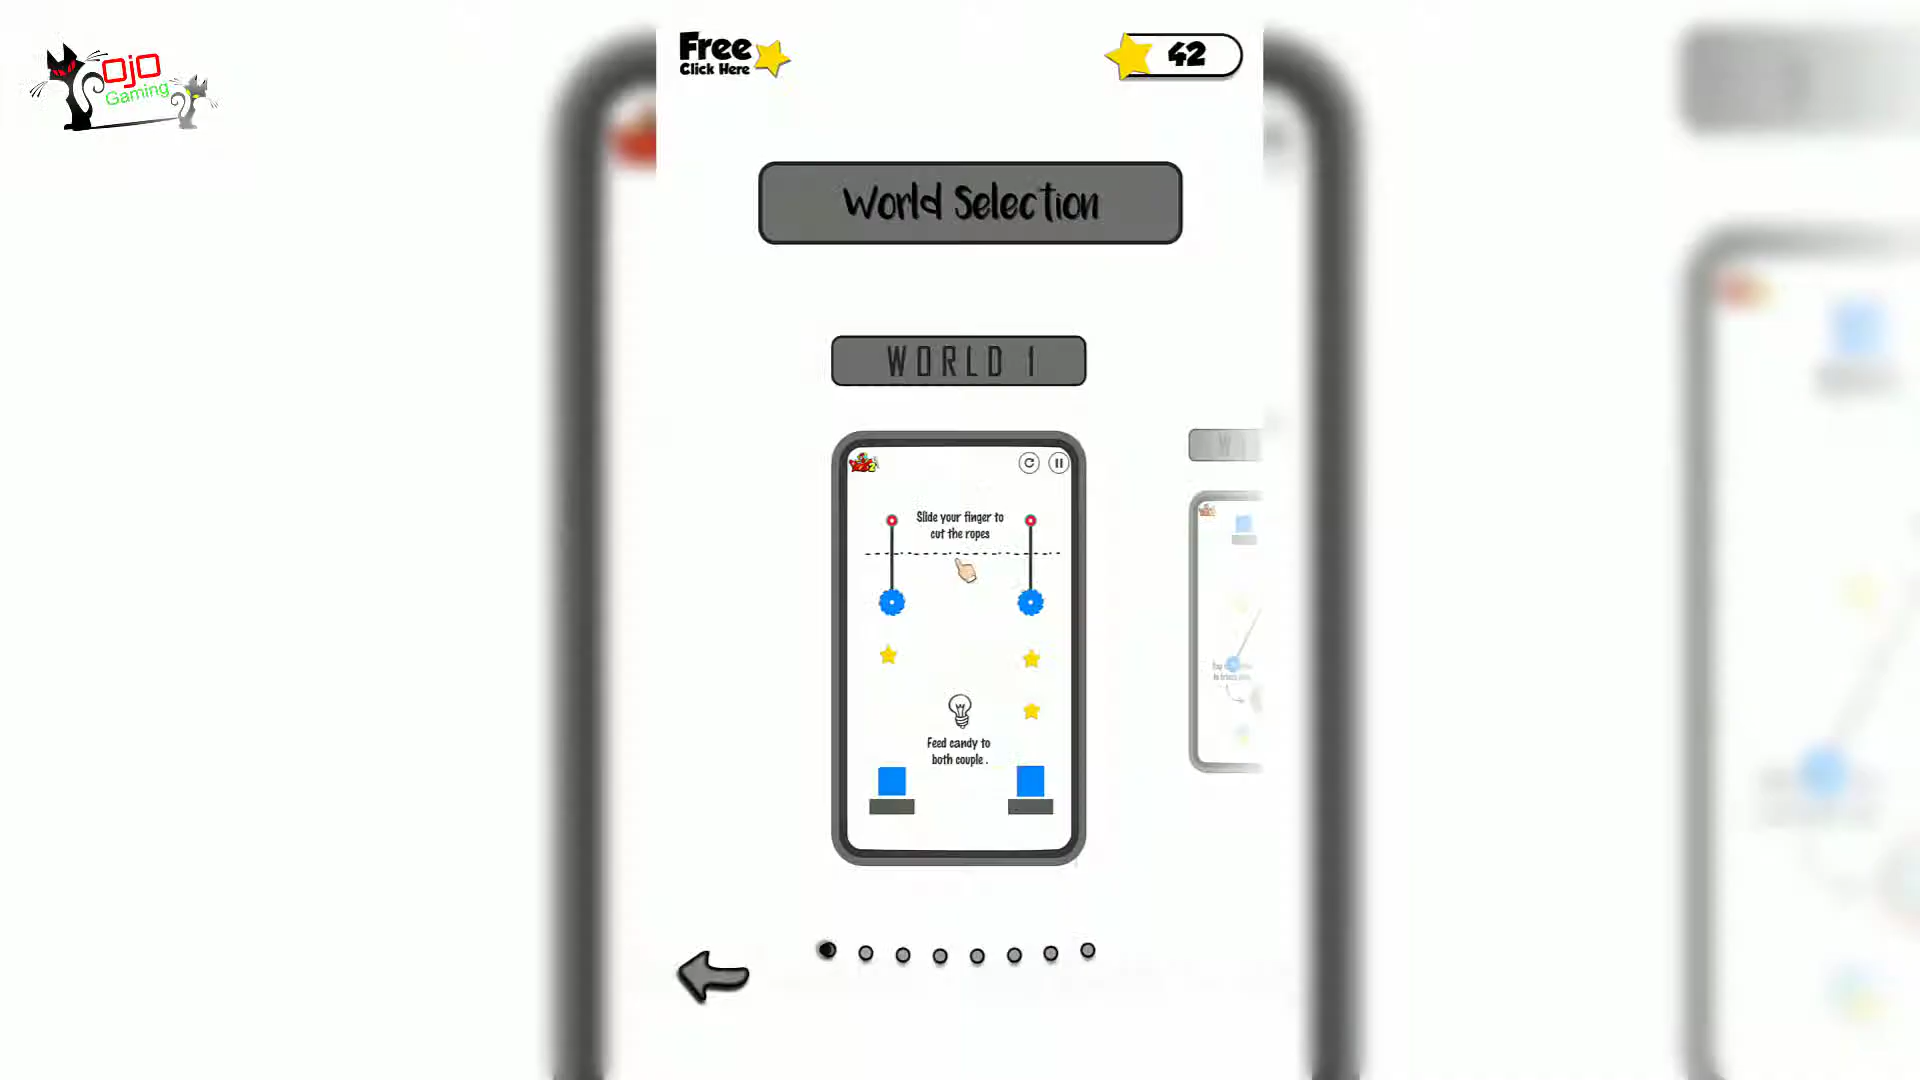 ojo
Gaming
Free
Click Here
42
World Selection
WORLD 1
Slide your finger to
cut the ropes
Feed candy to
both couple .